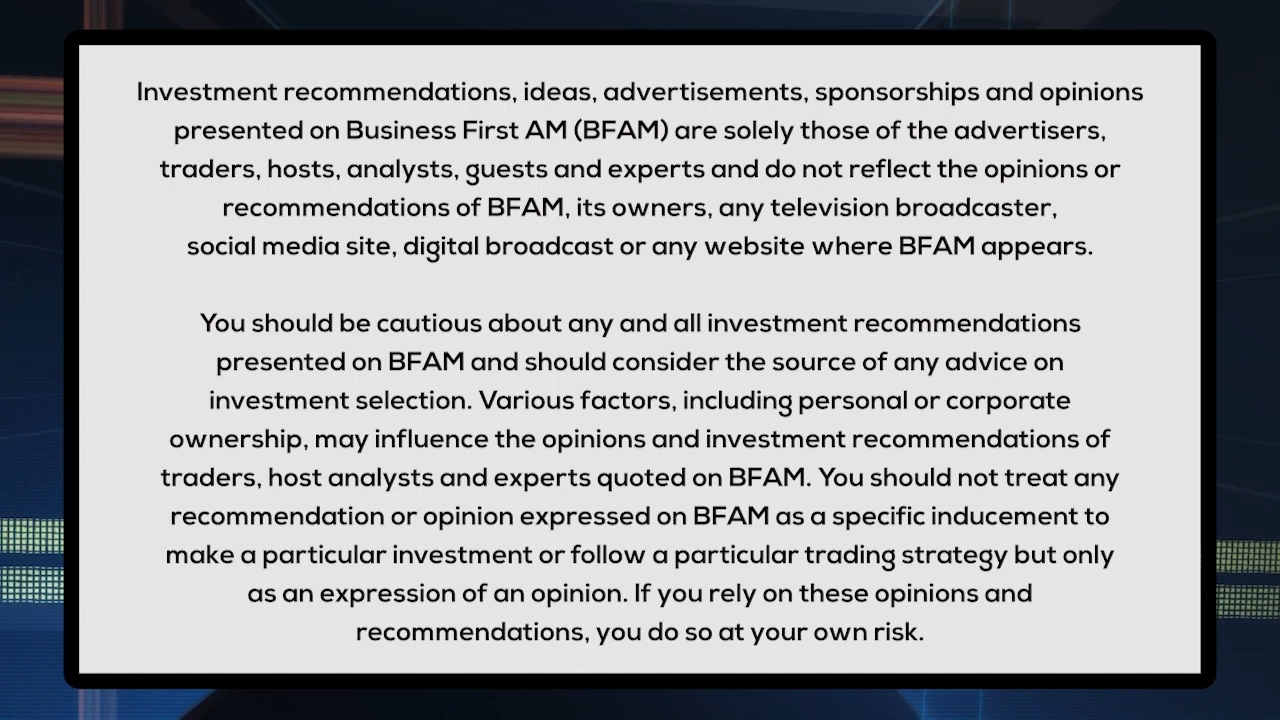 Investment recommendations, ideas, advertisements, sponsorships and opinions
presented on Business First AM (BFAM) are solely those of the advertisers,
traders, hosts, analysts, guests and experts and do not reflect the opinions or
recommendations of BFAM, its owners, any television broadcaster,
social media site, digital broadcast or any website where BFAM appears.
You should be cautious about any and all investment recommendations
presented on BFAM and should consider the source of any advice on
investment selection. Various factors, including personal or corporate
ownership, may influence the opinions and investment recommendations of
traders, host analysts and experts quoted on BFAM. You should not treat any
recommendation or opinion expressed on BFAM as a specific inducement to
make a particular investment or follow a particular trading strategy but only
as an expression of an opinion. If you rely on these opinions and
recommendations, you do so at your own risk.